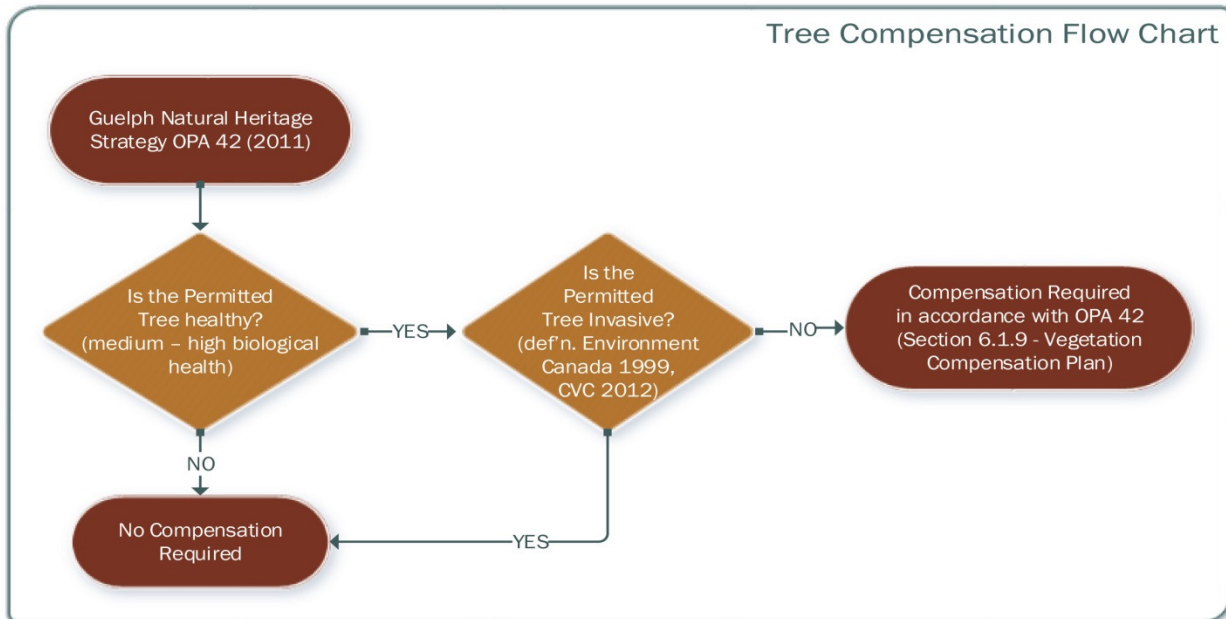 Tree Compensation Flow Chart
Guelph Natural Heritage
Strategy OPA 42 (2011)
Is the Permitted
Tree healthy?
(medium – high biological
health)
YES
Is the
Permitted
Tree Invasive?
(def'n. Environment
Canada 1999,
CVC 2012)
NO
Compensation Required
in accordance with OPA 42
(Section 6.1.9 - Vegetation
Compensation Plan)
NO
No Compensation
Required
YES